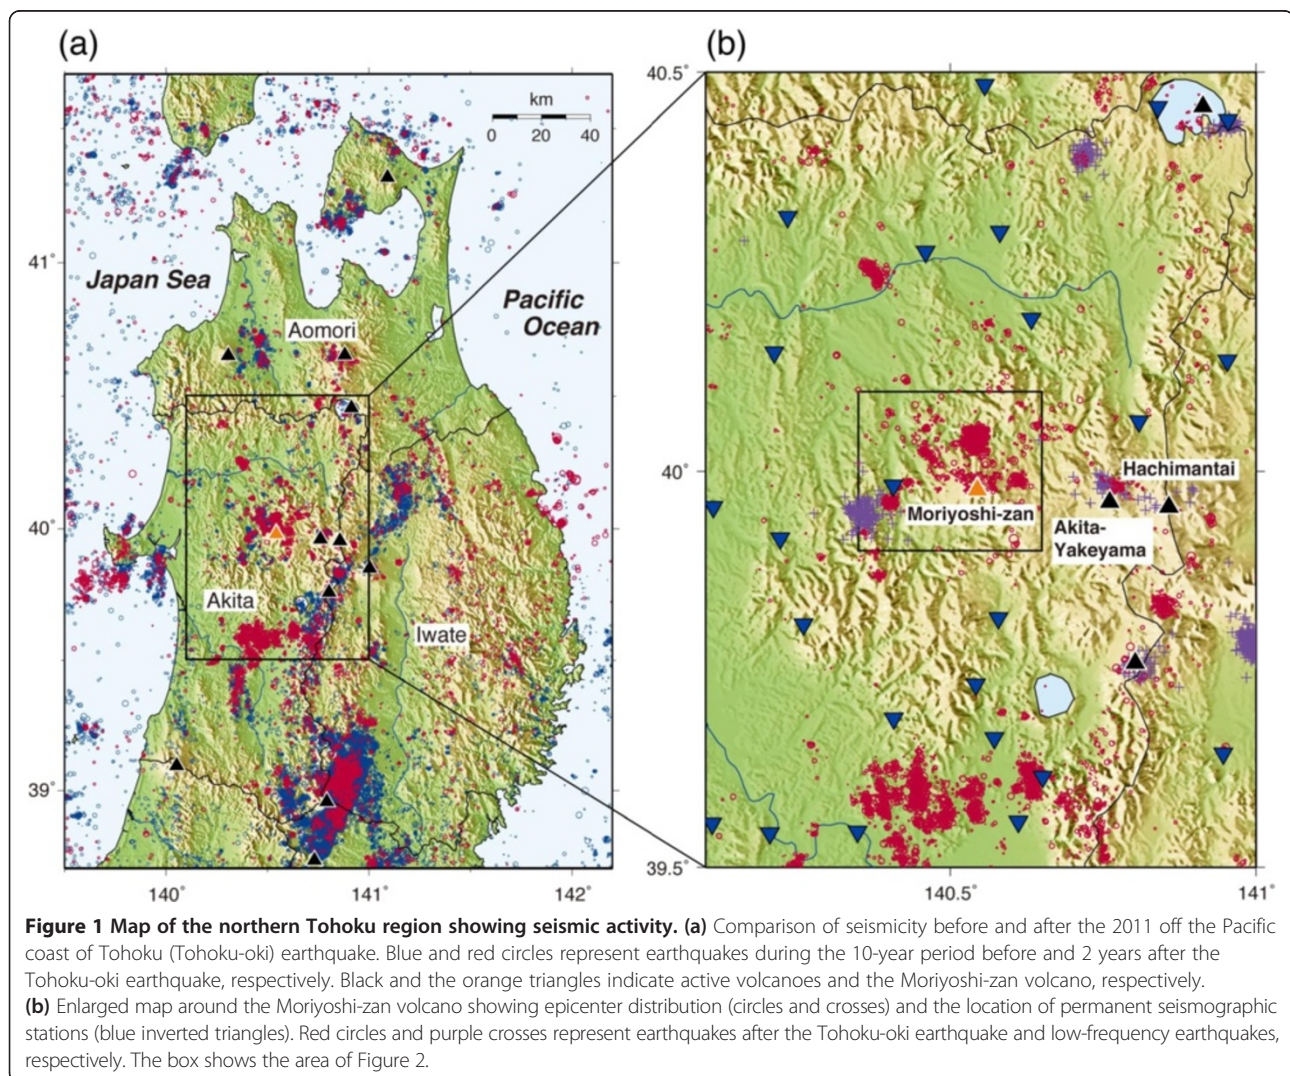 (a)
(b)
km
0 20 40
41°
40°
39°
140°
141°
142°
Japan Sea
Pacific
Ocean
Aomori
Akita
Iwate
40.5°
40°
39.5°
140.5°
141°
Moriyoshi-zan
Hachimantai
Akita-
Yakeyama
Figure 1 Map of the northern Tohoku region showing seismic activity. (a) Comparison of seismicity before and after the 2011 off the Pacific
coast of Tohoku (Tohoku-oki) earthquake. Blue and red circles represent earthquakes during the 10-year period before and 2 years after the
Tohoku-oki earthquake, respectively. Black and the orange triangles indicate active volcanoes and the Moriyoshi-zan volcano, respectively.
(b) Enlarged map around the Moriyoshi-zan volcano showing epicenter distribution (circles and crosses) and the location of permanent seismographic
stations (blue inverted triangles). Red circles and purple crosses represent earthquakes after the Tohoku-oki earthquake and low-frequency earthquakes,
respectively. The box shows the area of Figure 2.